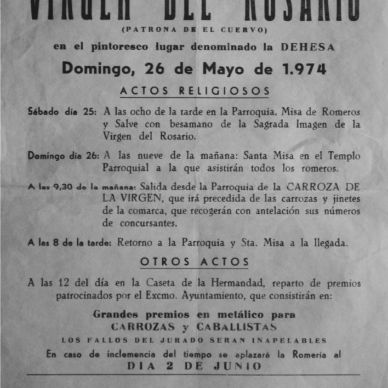 VIRGEN DEL ROSARIO
(PATRONA DE EL CUERVO)
en el pintoresco lugar denominado la DEHESA
Domingo, 26 de Mayo de 1.974
ACTOS RELIGIOSOS
Sábado día 25: A las ocho de la tarde en la Parroquia, Misa de Romeros
y Salve con besamano de la Sagrada Imagen de la
Virgen del Rosario.
Domingo día 26: A las nueve de la mañana: Santa Misa en el Templo
Parroquial a la que asistirán todos los romeros.
A las 9,30 de la mañana: Salida desde la Parroquia de la CARROZA DE
LA VIRGEN, que irá precedida de las carrozas y jinetes
de la comarca, que recogerán con antelación sus números
de concursantes.
A las 8 de la tarde: Retorno a la Parroquia y Sta. Misa a la llegada.
OTROS ACTOS
A las 12 del día en la Caseta de la Hermandad, reparto de premios
patrocinados por el Excmo. Ayuntamiento, que consistirán en:
Grandes premios en metálico para
CARROZAS y CABALLISTAS
LOS FALLOS DEL JURADO SERAN INAPELABLES
En caso de inclemencia del tiempo se aplazará la Romería al
DIA 2 DE JUNIO